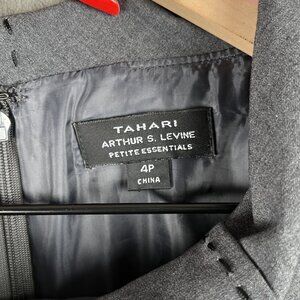 TAHARI
ARTHUR S. LEVINE
PETITE ESSENTIALS
4P
CHINA